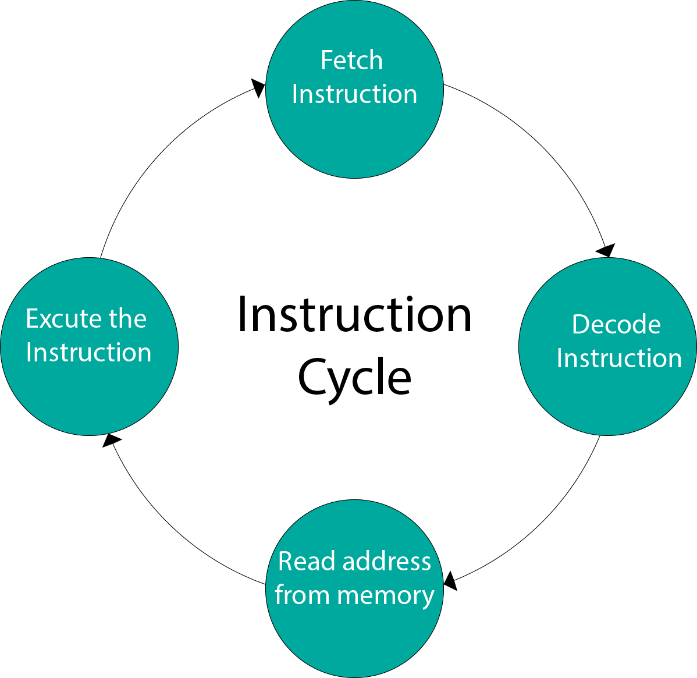 Fetch
Instruction
Excute the
Instruction
Instruction
Cycle
Decode
Instruction
Read address
from memory